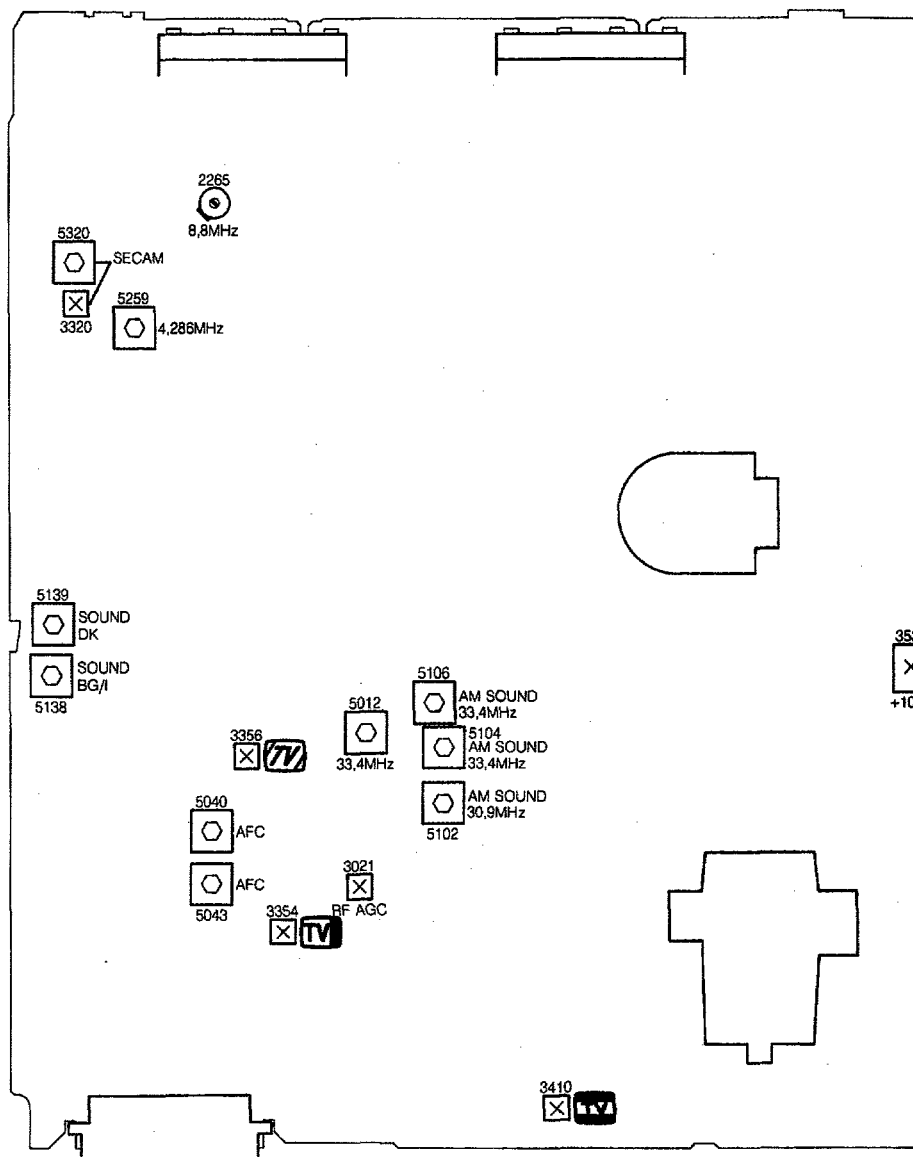 2265
8,8MHz
5320
SECAM
3320
5259
4,286MHz
5139
SOUND
DK
SOUND
BG/I
5138
5106
AM SOUND
33,4MHz
5012
33,4MHz
5104
AM SOUND
33,4MHz
3356
TV
AM SOUND
30,9MHz
5102
5040
AFC
AFC
5043
3021
RF AGC
3354
TV
3410
TV
+10